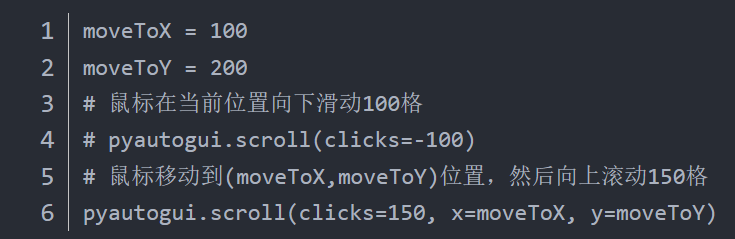 1 moveToX = 100
2 moveToY = 200
3 # 鼠标在当前位置向下滑动100格
4 # pyautogui.scroll(clicks=-100)
5 # 鼠标移动到(moveToX,moveToY)位置，然后向上滚动150格
6 pyautogui.scroll(clicks=150, x=moveToX, y=moveToY)